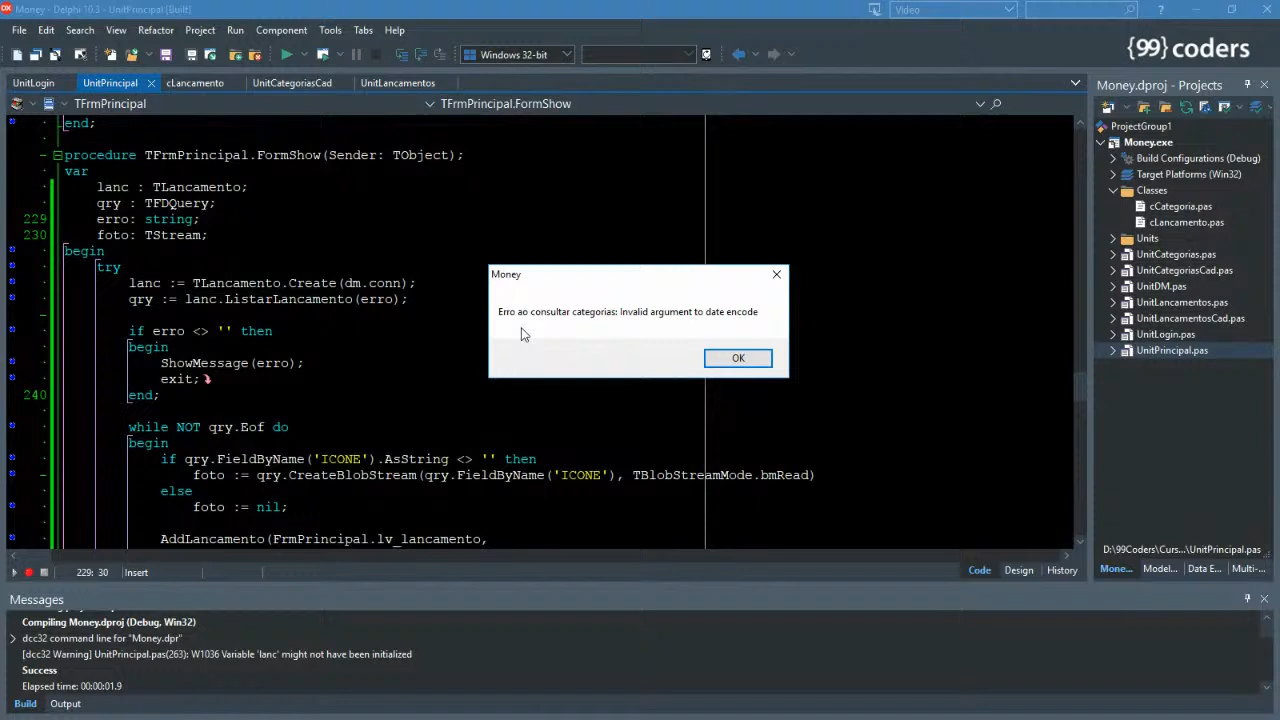 Money - Delphi 10.3 - UnitPrincipal [Built]
Video
File Edit Search View Refactor Project Run Component Tools Tabs Help
Windows 32-bit
{99} coders
UnitLogin UnitPrincipal cLancamento UnitCategoriasCad UnitLancamentos
TFrmPrincipal TFrmPrincipal.FormShow
end;
procedure TFrmPrincipal.FormShow(Sender: TObject);
var
lanc : TLancamento;
qry : TFDQuery;
229 erro: string;
230 foto: TStream;
begin
try
lanc := TLancamento.Create(dm.conn);
qry := lanc.ListarLancamento(erro);
if erro <> '' then
begin
ShowMessage(erro);
exit;
240 end;
while NOT qry.Eof do
begin
if qry.FieldByName('ICONE').AsString <> '' then
foto := qry.CreateBlobStream(qry.FieldByName('ICONE'), TBlobStreamMode.bmRead)
else
foto := nil;
AddLancamento(FrmPrincipal.lv_lancamento,
Money
Erro ao consultar categorias: Invalid argument to date encode
OK
229: 30 Insert
Code Design History
Money.dproj - Projects
ProjectGroup1
Money.exe
Build Configurations (Debug)
Target Platforms (Win32)
Classes
cCategoria.pas
cLancamento.pas
Units
UnitCategorias.pas
UnitCategoriasCad.pas
UnitDM.pas
UnitLancamentos.pas
UnitLancamentosCad.pas
UnitLogin.pas
UnitPrincipal.pas
D:\99Coders\Curs...\UnitPrincipal.pas
Mone... Model... Data E... Multi-...
Messages
Compiling Money.dproj (Debug, Win32)
dcc32 command line for "Money.dpr"
[dcc32 Warning] UnitPrincipal.pas(263): W1036 Variable 'lanc' might not have been initialized
Success
Elapsed time: 00:00:01.9
Build Output